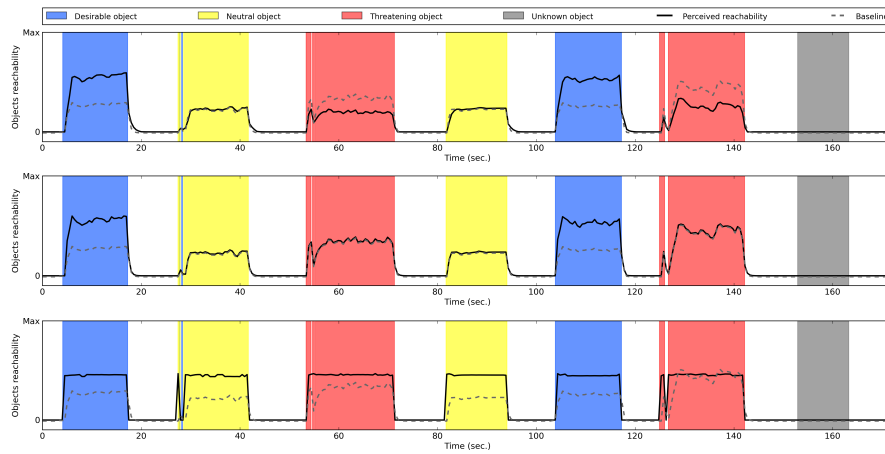 Desirable object Neutral object Threatening object Unknown object Perceived reachability Baseline
Max
Objects reachability
0
0 20 40 60 80 100 120 140 160
Time (sec.)
Max
Objects reachability
0
0 20 40 60 80 100 120 140 160
Time (sec.)
Max
Objects reachability
0
0 20 40 60 80 100 120 140 160
Time (sec.)